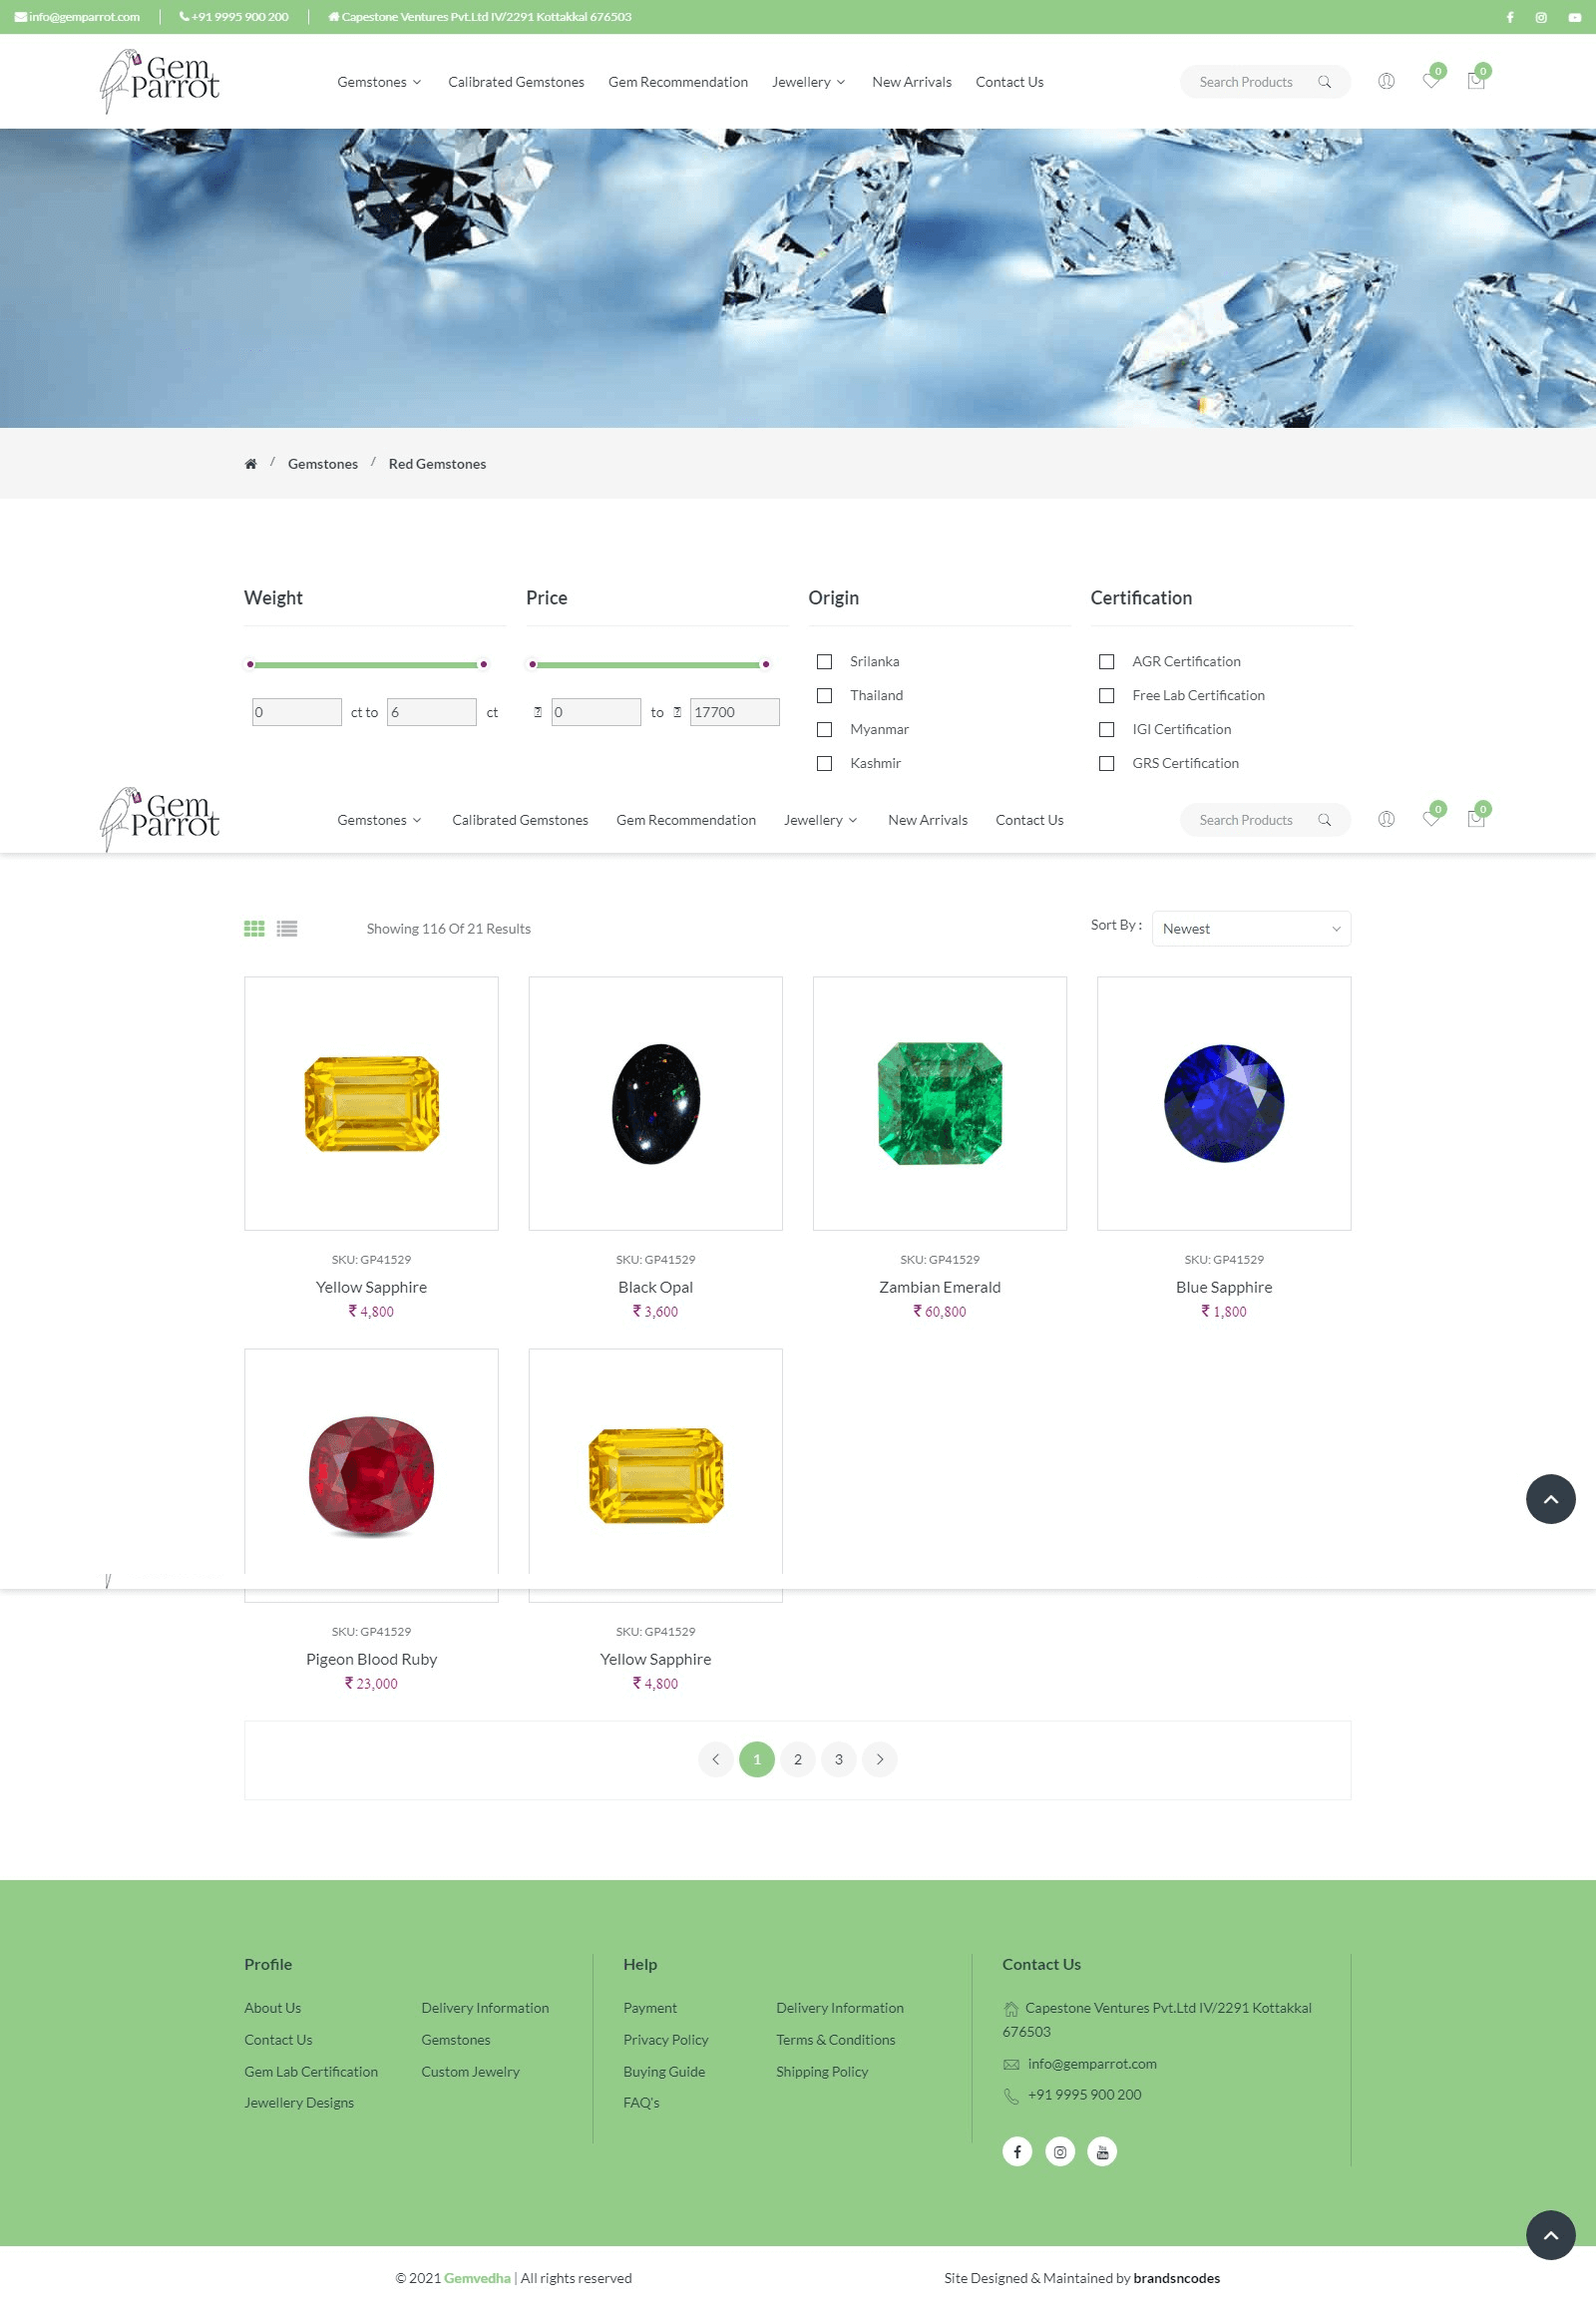 info@gemparrot.com +91 9995 900 200 Capestone Ventures Pvt.Ltd IV/2291 Kottakkal 676503
Gem
Parrot
Gemstones Calibrated Gemstones Gem Recommendation Jewellery New Arrivals Contact Us Search Products 0 0
/ Gemstones / Red Gemstones
Weight Price Origin Certification
Srilanka AGR Certification
Thailand Free Lab Certification
0 ct to 6 ct 0 to 17700
Myanmar IGI Certification
Kashmir GRS Certification
Gem
Parrot
Gemstones Calibrated Gemstones Gem Recommendation Jewellery New Arrivals Contact Us Search Products 0 0
Showing 116 Of 21 Results Sort By : Newest
SKU: GP41529 SKU: GP41529 SKU: GP41529 SKU: GP41529
Yellow Sapphire Black Opal Zambian Emerald Blue Sapphire
₹ 4,800 ₹ 3,600 ₹ 60,800 ₹ 1,800
SKU: GP41529 SKU: GP41529
Pigeon Blood Ruby Yellow Sapphire
₹ 23,000 ₹ 4,800
1 2 3
Profile Help Contact Us
About Us Delivery Information Payment Delivery Information Capestone Ventures Pvt.Ltd IV/2291 Kottakkal
676503
Contact Us Gemstones Privacy Policy Terms & Conditions
info@gemparrot.com
Gem Lab Certification Custom Jewelry Buying Guide Shipping Policy
+91 9995 900 200
Jewellery Designs FAQ's
© 2021 Gemvedha | All rights reserved Site Designed & Maintained by brandsncodes